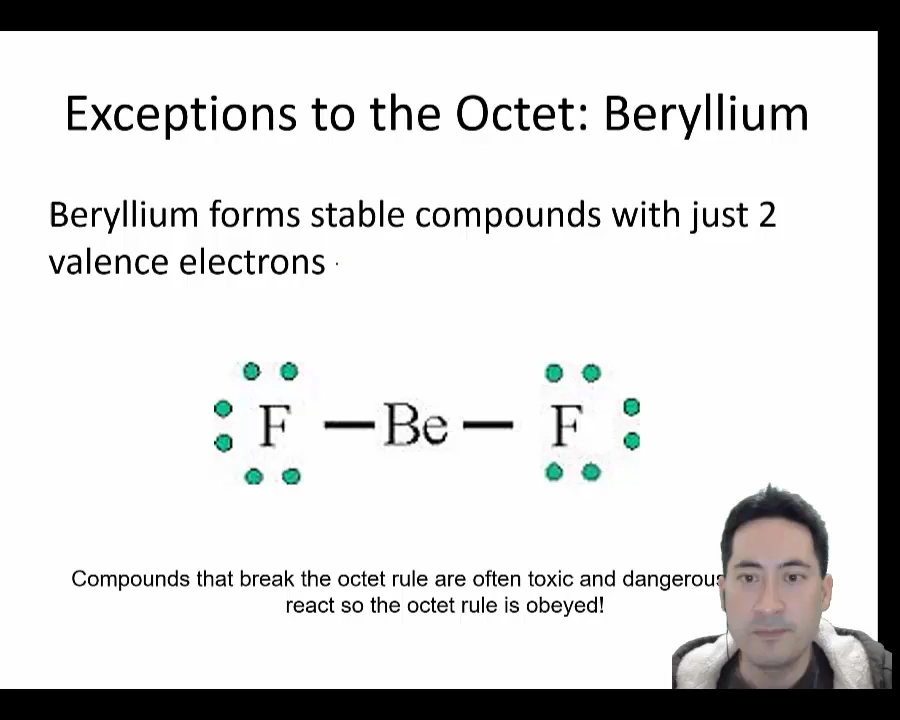 Exceptions to the Octet: Beryllium
Beryllium forms stable compounds with just 2
valence electrons
F — Be — F
Compounds that break the octet rule are often toxic and dangerous
react so the octet rule is obeyed!